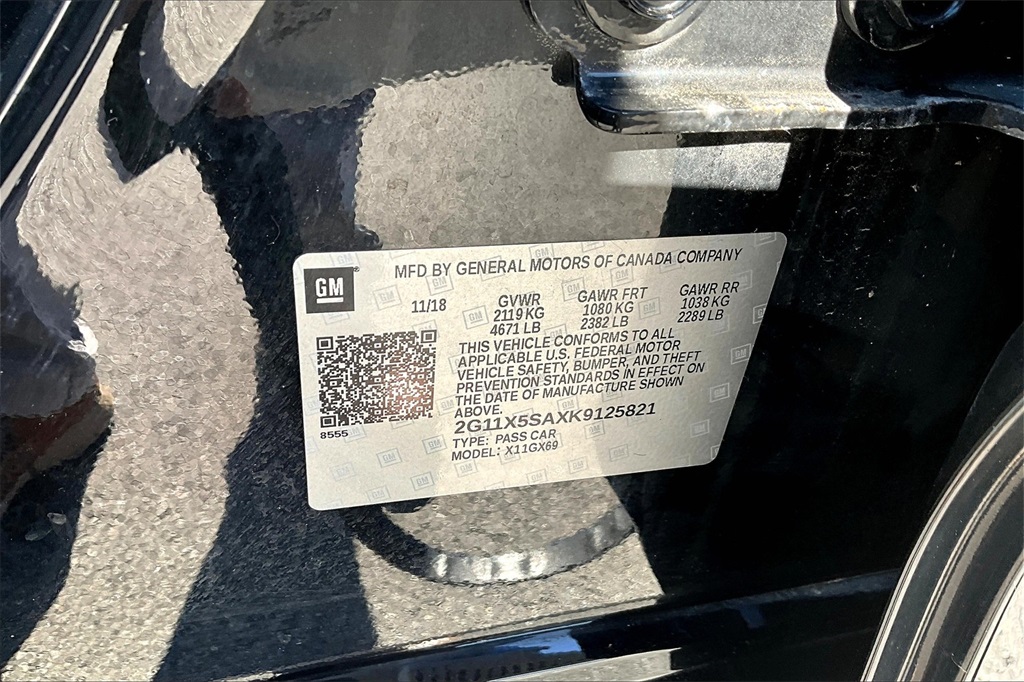 GM
MFD BY GENERAL MOTORS OF CANADA COMPANY
11/18 GVWR GAWR FRT GAWR RR
2119 KG 1080 KG 1038 KG
4671 LB 2382 LB 2289 LB
THIS VEHICLE CONFORMS TO ALL
APPLICABLE U.S. FEDERAL MOTOR
VEHICLE SAFETY, BUMPER, AND THEFT
PREVENTION STANDARDS IN EFFECT ON
THE DATE OF MANUFACTURE SHOWN
ABOVE.
8555
2G11X5SAXK9125821
TYPE: PASS CAR
MODEL: X11GX69